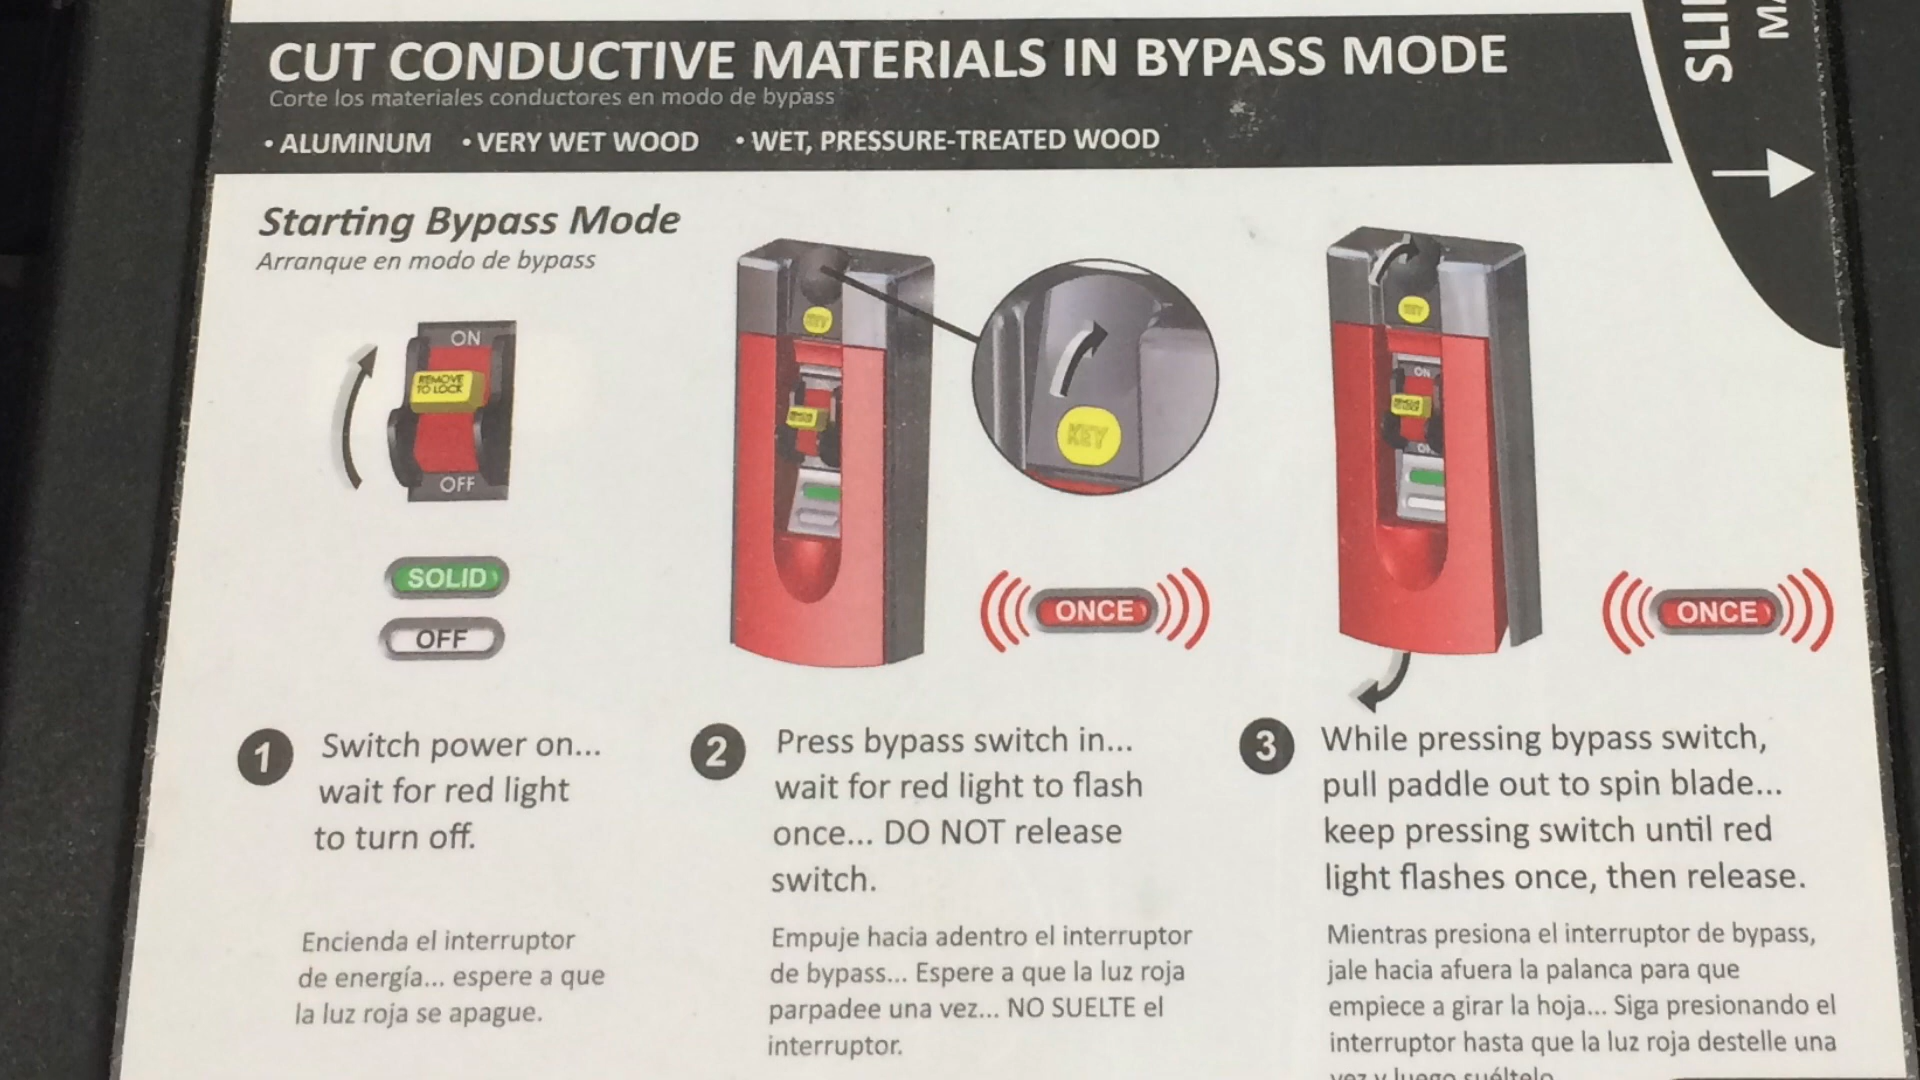 CUT CONDUCTIVE MATERIALS IN BYPASS MODE
Corte los materiales conductores en modo de bypass
• ALUMINUM • VERY WET WOOD • WET, PRESSURE-TREATED WOOD
Starting Bypass Mode
Arranque en modo de bypass
ON
REMOVE
TO LOCK
OFF
SOLID
OFF
KEY
KEY
ONCE
KEY
ON
ONCE
1 Switch power on...
wait for red light
to turn off.
Encienda el interruptor
de energía... espere a que
la luz roja se apague.
2 Press bypass switch in...
wait for red light to flash
once... DO NOT release
switch.
Empuje hacia adentro el interruptor
de bypass... Espere a que la luz roja
parpadee una vez... NO SUELTE el
interruptor.
3 While pressing bypass switch,
pull paddle out to spin blade...
keep pressing switch until red
light flashes once, then release.
Mientras presiona el interruptor de bypass,
jale hacia afuera la palanca para que
empiece a girar la hoja... Siga presionando el
interruptor hasta que la luz roja destelle una
vez y luego suéltelo